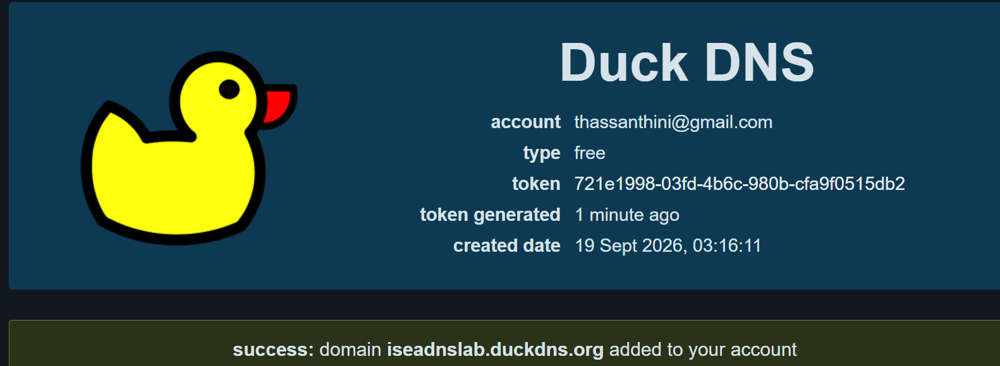 Duck DNS
account thassanthini@gmail.com
type free
token 721e1998-03fd-4b6c-980b-cfa9f0515db2
token generated 1 minute ago
created date 19 Sept 2026, 03:16:11
success: domain iseadnslab.duckdns.org added to your account